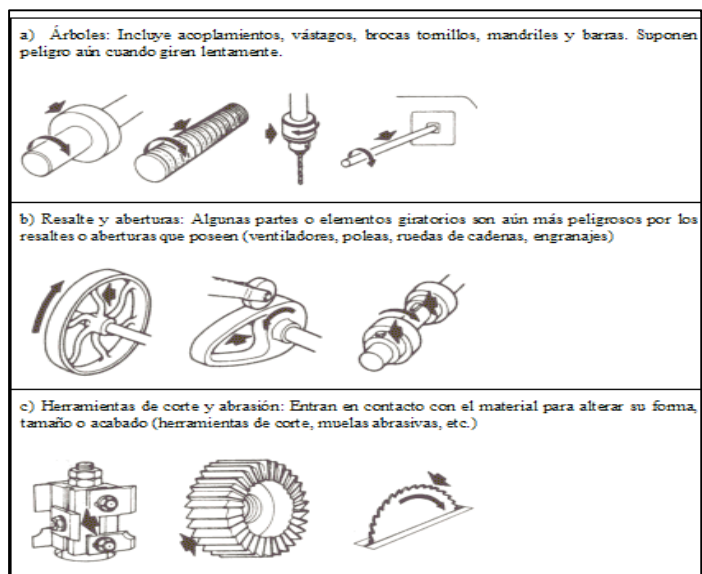 a) Árboles: Incluye acoplamientos, vástagos, brocas tornillos, mandriles y barras. Suponen
peligro aún cuando giren lentamente.
b) Resalte y aberturas: Algunas partes o elementos giratorios son aún más peligrosos por los
resaltes o aberturas que poseen (ventiladores, poleas, ruedas de cadenas, engranajes)
c) Herramientas de corte y abrasión: Entran en contacto con el material para alterar su forma,
tamaño o acabado (herramientas de corte, muelas abrasivas, etc.)